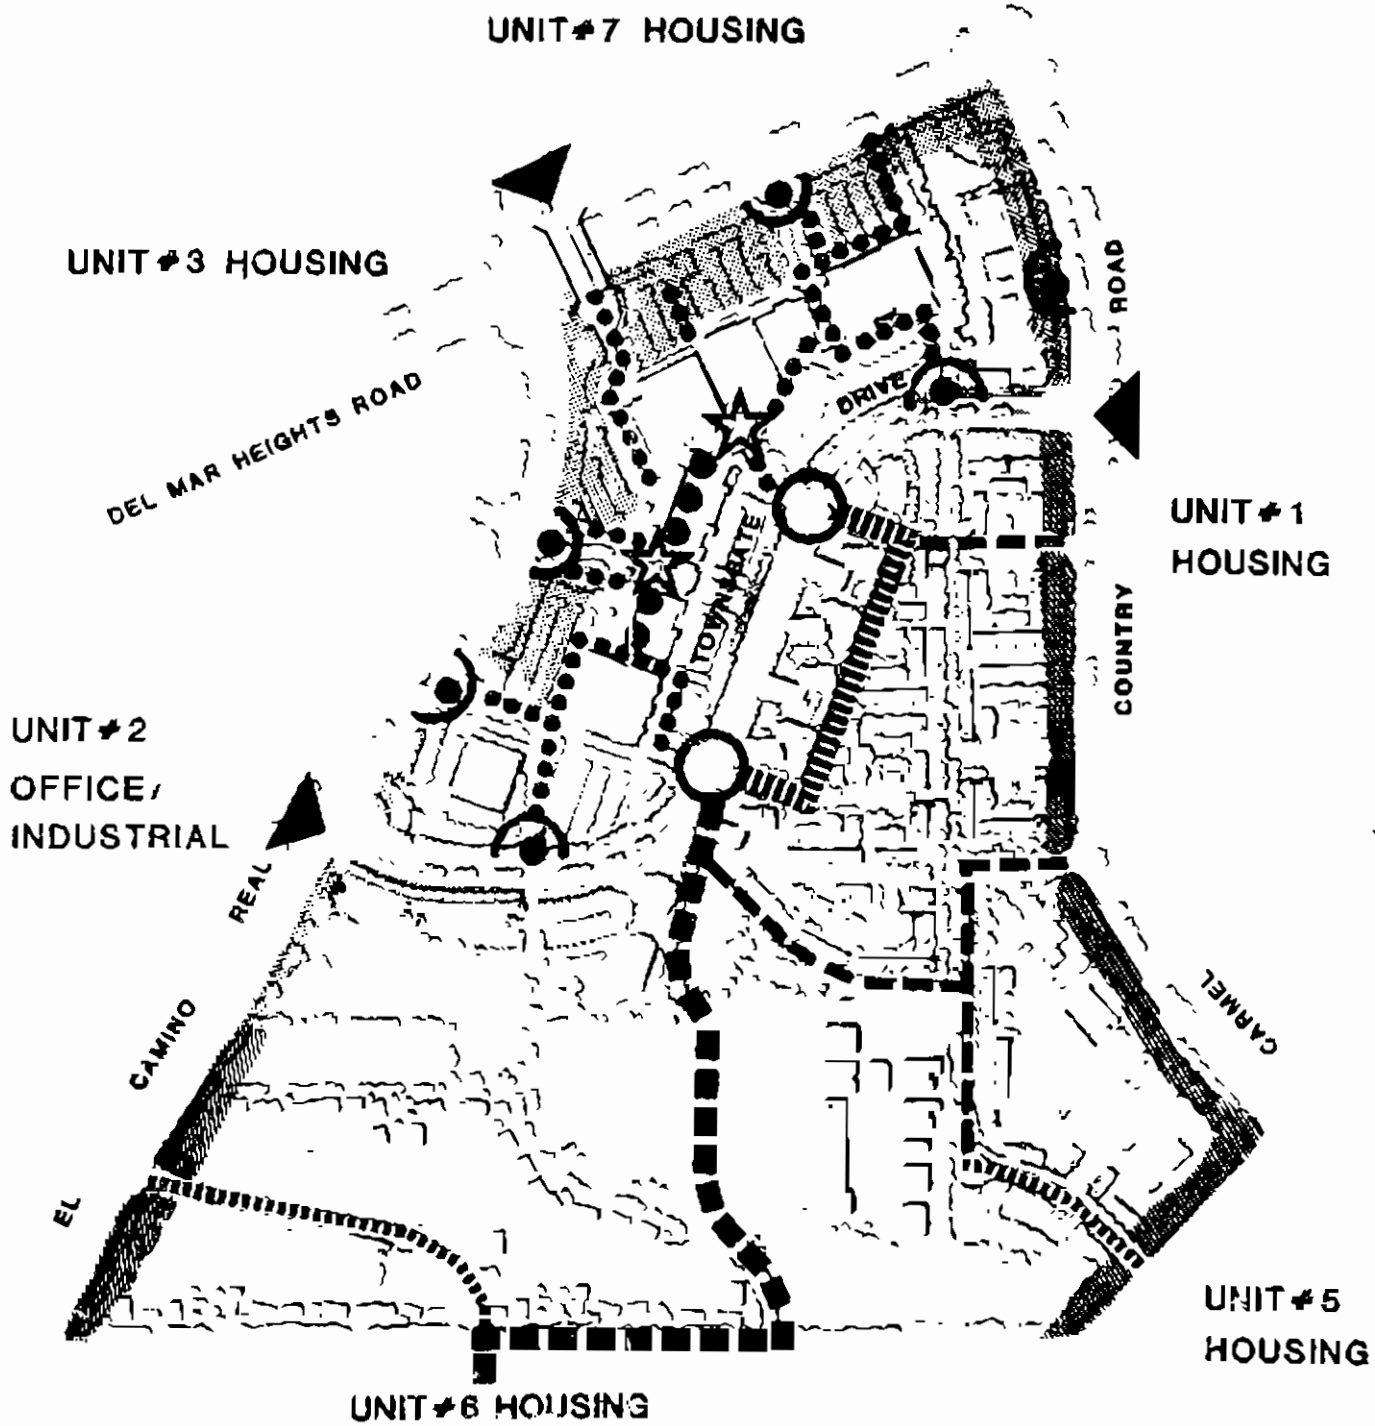 UNIT #7 HOUSING
UNIT #3 HOUSING
ROAD
DEL MAR HEIGHTS ROAD
DRIVE
UNIT #1
HOUSING
TOWNSGATE
COUNTRY
UNIT #2
OFFICE/
INDUSTRIAL
REAL
CAMINO
CARMEL
EL
UNIT #5
HOUSING
UNIT #6 HOUSING